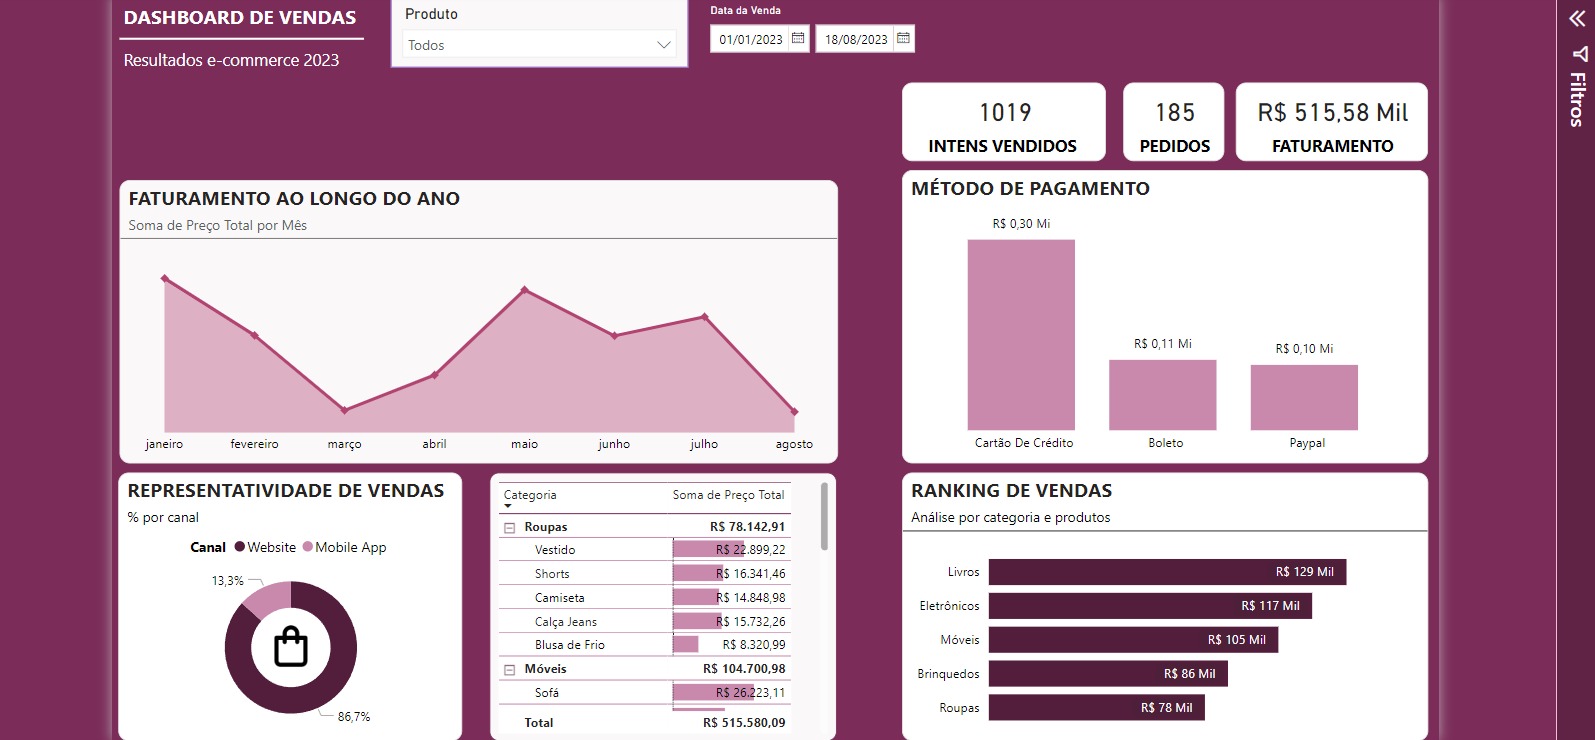 DASHBOARD DE VENDAS
Resultados e-commerce 2023
Produto
Todos
Data da Venda
01/01/2023
18/08/2023
Filtros
1019
INTENS VENDIDOS
185
PEDIDOS
R$ 515,58 Mil
FATURAMENTO
FATURAMENTO AO LONGO DO ANO
Soma de Preço Total por Mês
janeiro fevereiro março abril maio junho julho agosto
MÉTODO DE PAGAMENTO
R$ 0,30 Mi
R$ 0,11 Mi
R$ 0,10 Mi
Cartão De Crédito Boleto Paypal
REPRESENTATIVIDADE DE VENDAS
% por canal
Canal Website Mobile App
13,3%
86,7%
Categoria Soma de Preço Total
Roupas R$ 78.142,91
Vestido R$ 22.899,22
Shorts R$ 16.341,46
Camiseta R$ 14.848,98
Calça Jeans R$ 15.732,26
Blusa de Frio R$ 8.320,99
Móveis R$ 104.700,98
Sofá R$ 26.223,11
Total R$ 515.580,09
RANKING DE VENDAS
Análise por categoria e produtos
Livros R$ 129 Mil
Eletrônicos R$ 117 Mil
Móveis R$ 105 Mil
Brinquedos R$ 86 Mil
Roupas R$ 78 Mil